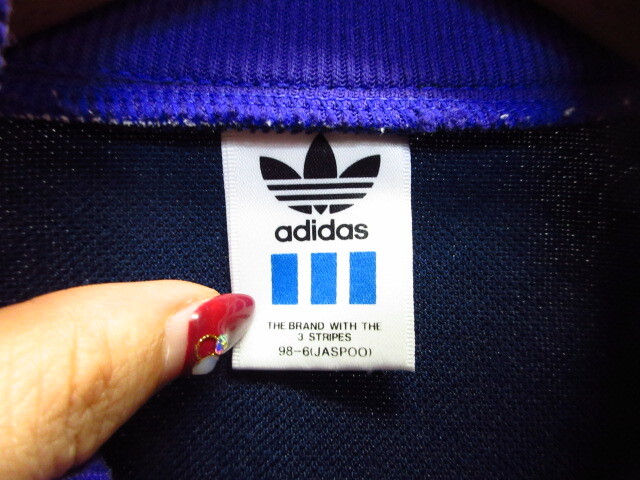 adidas
THE BRAND WITH THE
3 STRIPES
98-6(JASPOO)